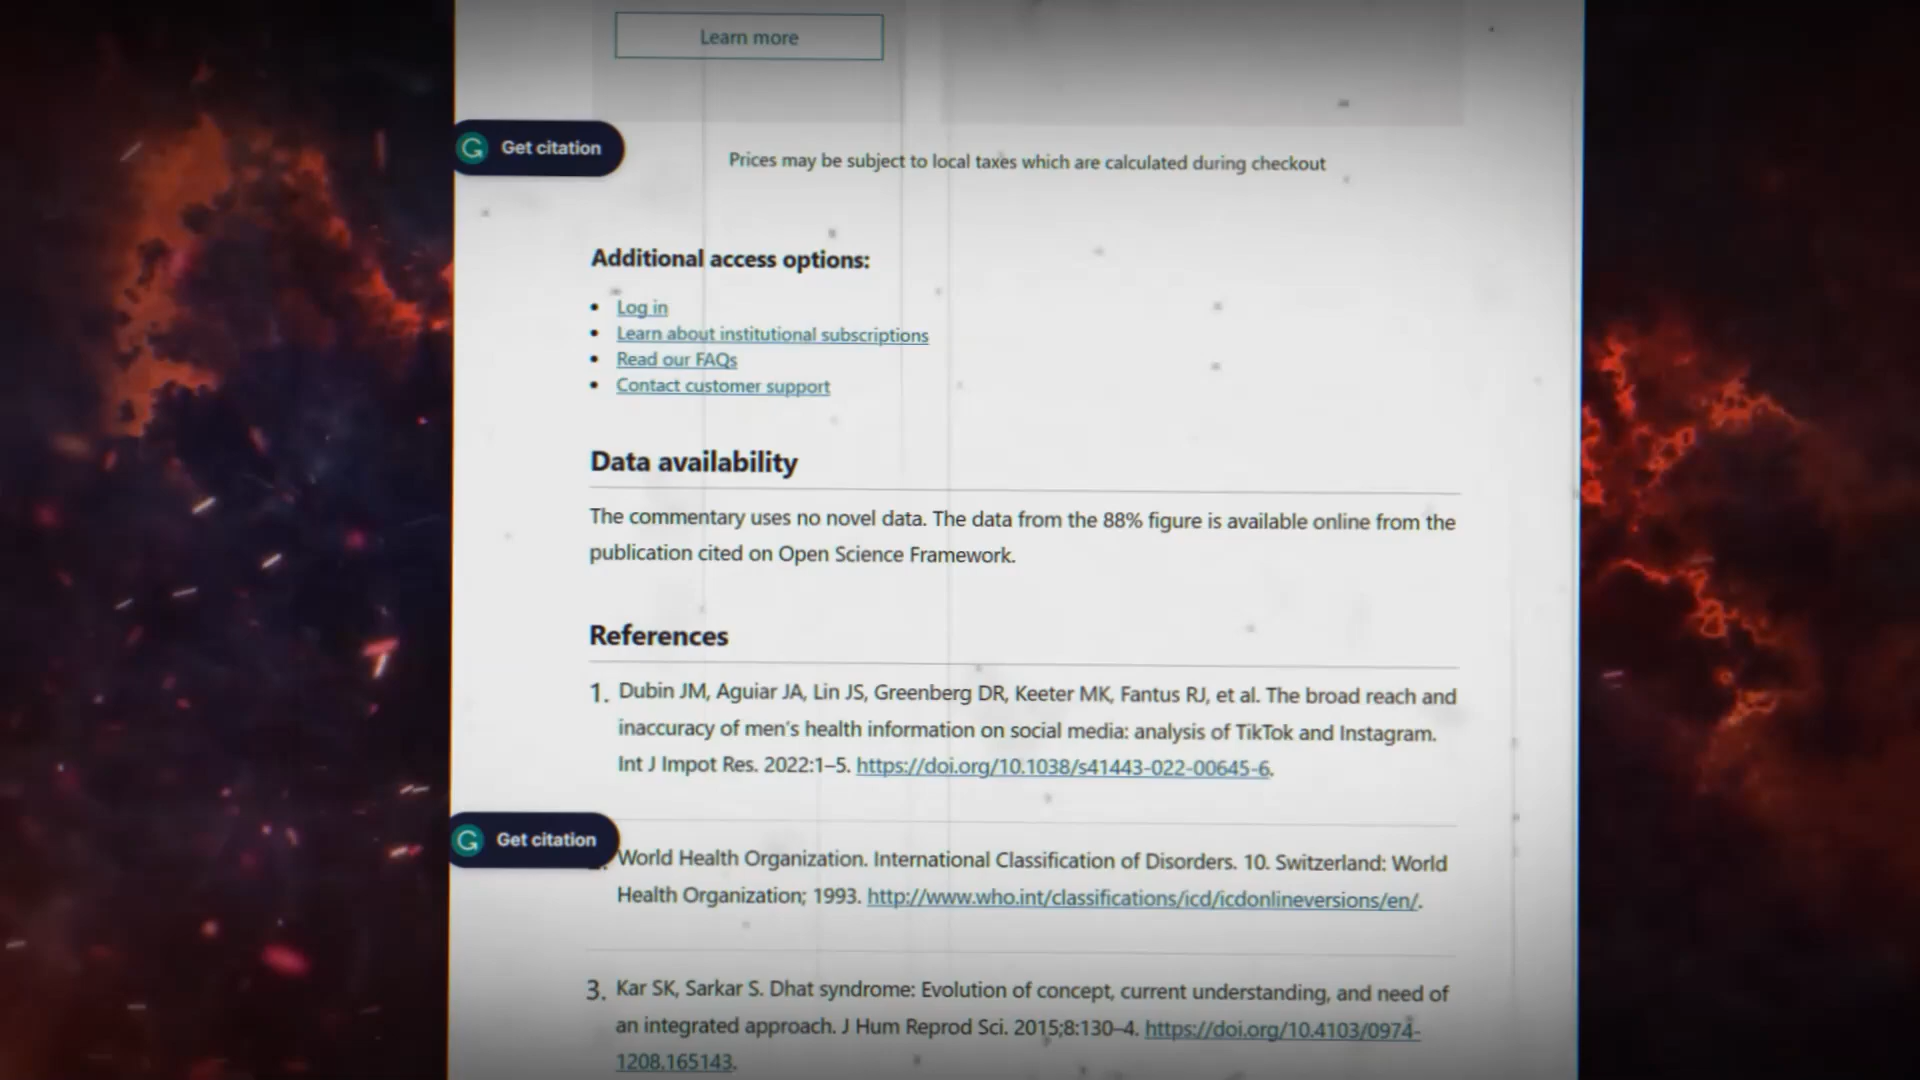 Learn more
Get citation
Prices may be subject to local taxes which are calculated during checkout
Additional access options:
• Log in
• Learn about institutional subscriptions
• Read our FAQs
• Contact customer support
Data availability
The commentary uses no novel data. The data from the 88% figure is available online from the
publication cited on Open Science Framework.
References
1. Dubin JM, Aguiar JA, Lin JS, Greenberg DR, Keeter MK, Fantus RJ, et al. The broad reach and
inaccuracy of men's health information on social media: analysis of TikTok and Instagram.
Int J Impot Res. 2022:1–5. https://doi.org/10.1038/s41443-022-00645-6.
Get citation
World Health Organization. International Classification of Disorders. 10. Switzerland: World
Health Organization; 1993. http://www.who.int/classifications/icd/icdonlineversions/en/.
3. Kar SK, Sarkar S. Dhat syndrome: Evolution of concept, current understanding, and need of
an integrated approach. J Hum Reprod Sci. 2015;8:130–4. https://doi.org/10.4103/0974-
1208.165143.